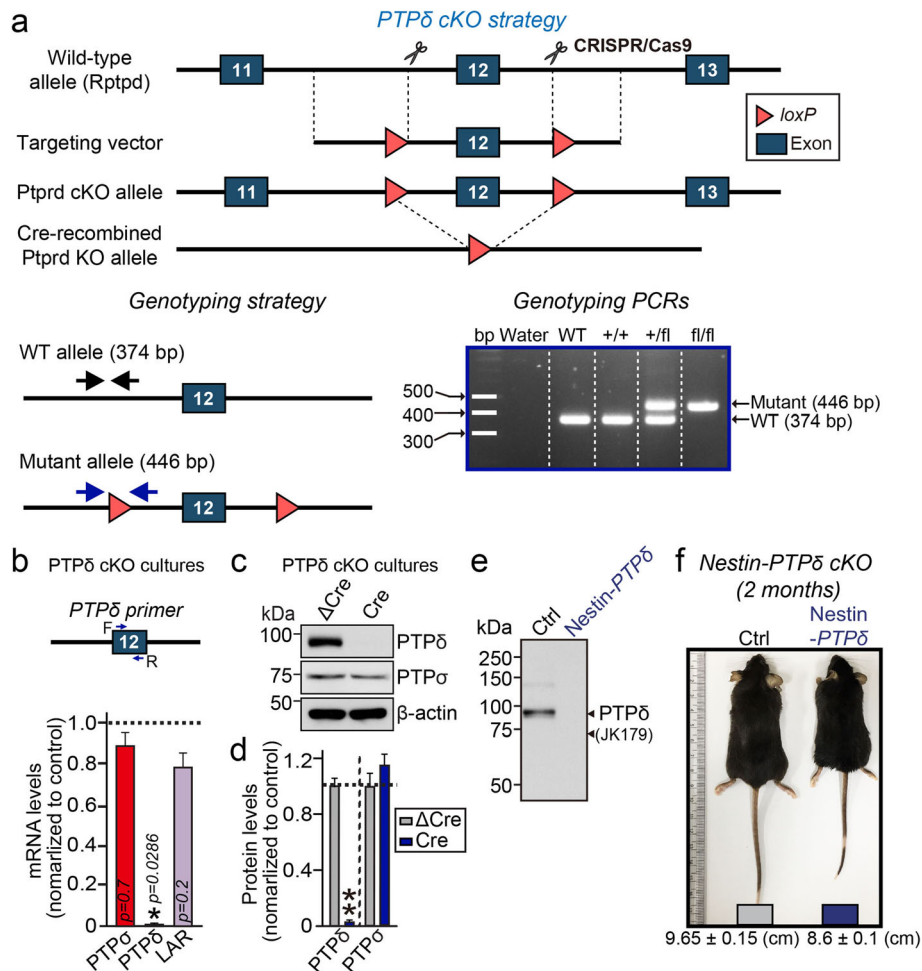 a
PTPδ cKO strategy
CRISPR/Cas9
Wild-type
allele (Rptpd)
11
12
13
loxP
Exon
Targeting vector
12
Ptprd cKO allele
11
12
13
Cre-recombined
Ptprd KO allele
Genotyping strategy
WT allele (374 bp)
12
Mutant allele (446 bp)
12
Genotyping PCRs
bp Water WT +/+ +/fl fl/fl
500
400
300
Mutant (446 bp)
WT (374 bp)
b
PTPδ cKO cultures
PTPδ primer
F
12
R
mRNA levels
(nomarlized to control)
1.0
0.8
0.6
0.4
0.2
0
p=0.7
*
p=0.0286
p=0.2
PTPσ
PTPδ
LAR
c
PTPδ cKO cultures
kDa
ΔCre
Cre
100
75
50
PTPδ
PTPσ
β-actin
d
Protein levels
(nomarlized to control)
1.2
0.8
0.4
0
***
ΔCre
Cre
PTPδ
PTPσ
e
kDa
Ctrl
Nestin-PTPδ
250
150
100
75
50
PTPδ
(JK179)
f
Nestin-PTPδ cKO
(2 months)
Ctrl
Nestin
-PTPδ
9.65 ± 0.15 (cm)
8.6 ± 0.1 (cm)